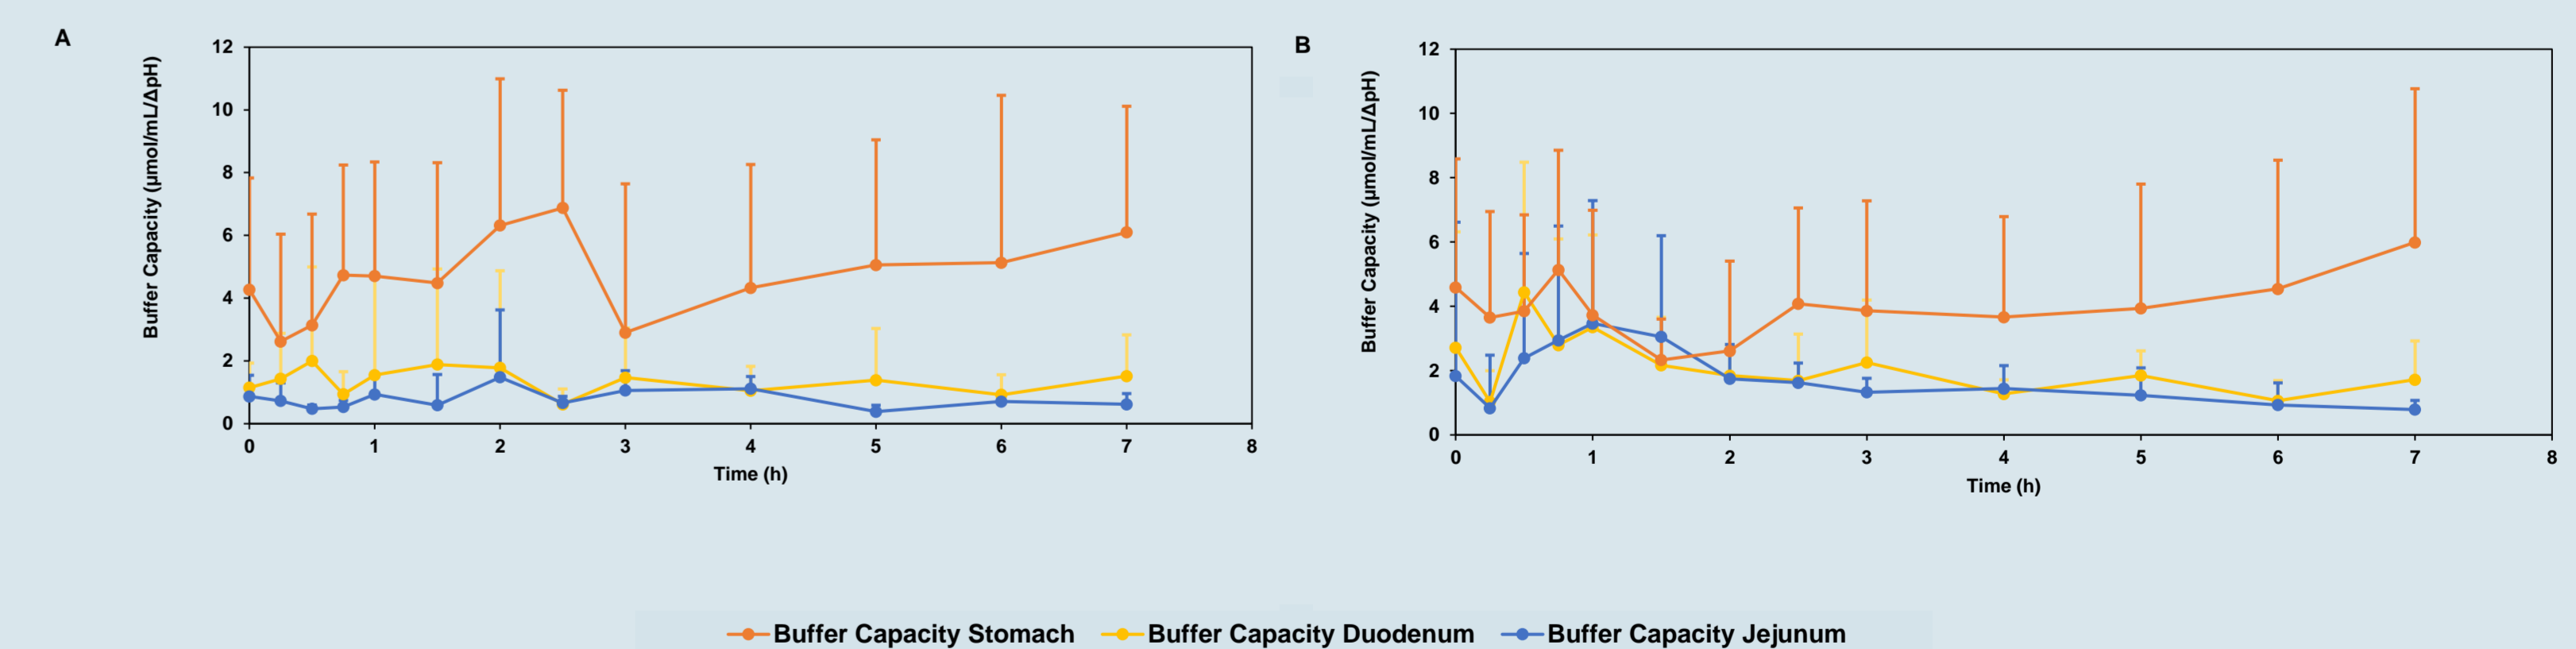 A
Buffer Capacity (µmol/mL/ΔpH)
12
10
8
6
4
2
0
0 1 2 3 4 5 6 7 8
Time (h)
B
Buffer Capacity (µmol/mL/ΔpH)
12
10
8
6
4
2
0
0 1 2 3 4 5 6 7 8
Time (h)
Buffer Capacity Stomach Buffer Capacity Duodenum Buffer Capacity Jejunum